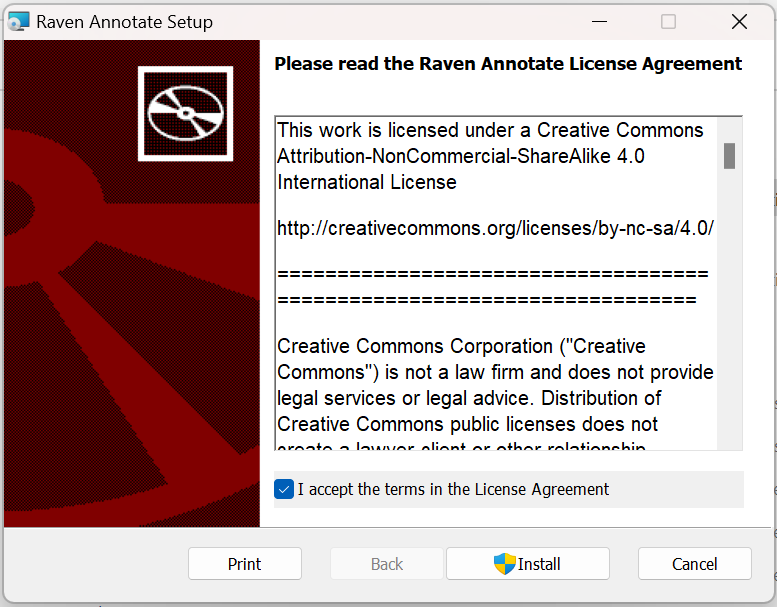 Raven Annotate Setup
Please read the Raven Annotate License Agreement
This work is licensed under a Creative Commons
Attribution-NonCommercial-ShareAlike 4.0
International License
http://creativecommons.org/licenses/by-nc-sa/4.0/
====================================
===================================
Creative Commons Corporation ("Creative
Commons") is not a law firm and does not provide
legal services or legal advice. Distribution of
Creative Commons public licenses does not
create a lawyer-client or other relationship.
I accept the terms in the License Agreement
Print
Back
Install
Cancel